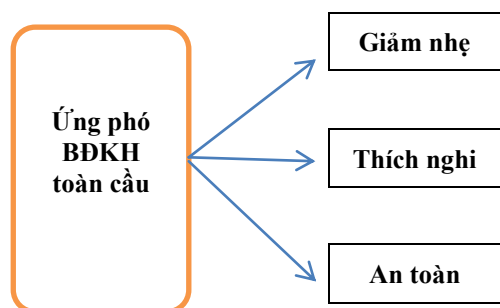 Ứng phó
BĐKH
toàn cầu
Giảm nhẹ
Thích nghi
An toàn